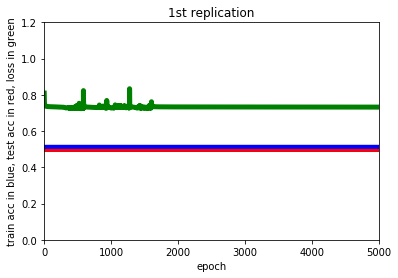 1st replication
train acc in blue, test acc in red, loss in green
1.2
1.0
0.8
0.6
0.4
0.2
0.0
0 1000 2000 3000 4000 5000
epoch